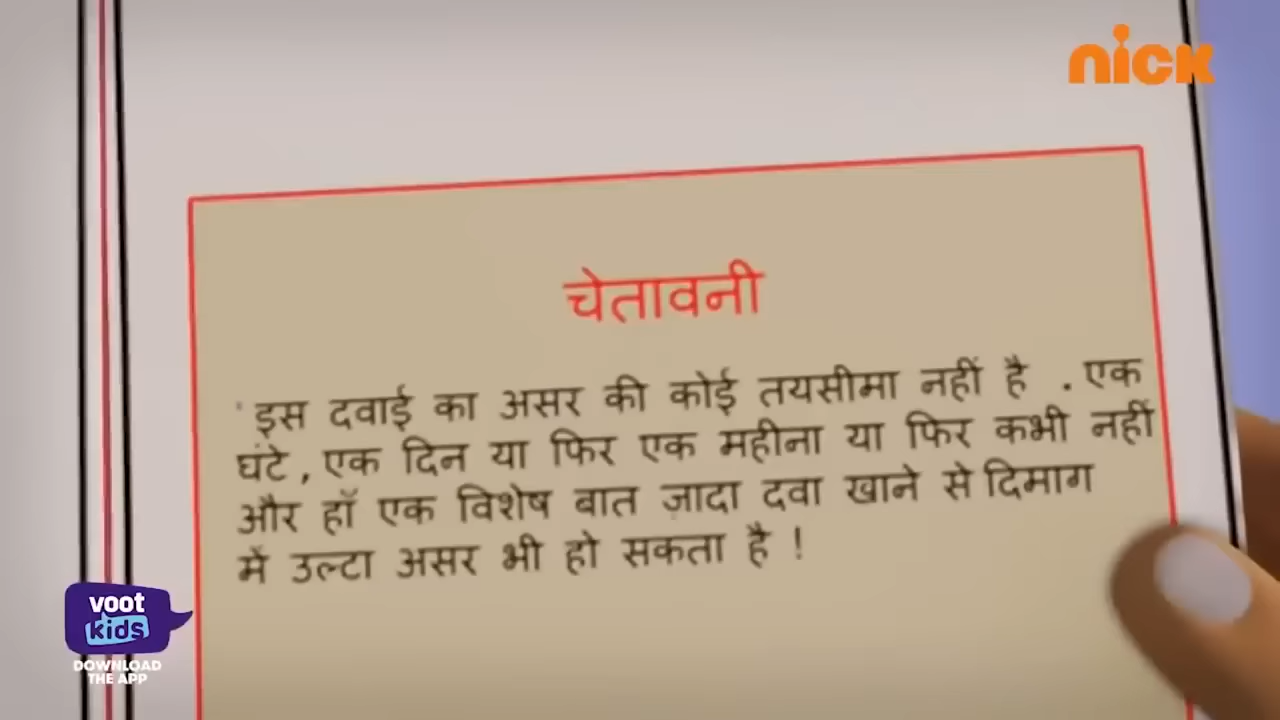 nick
चेतावनी
इस दवाई का असर की कोई तयसीमा नहीं है . एक
घंटे , एक दिन या फिर एक महीना या फिर कभी नहीं
और हॉ एक विशेष बात ज़ादा दवा खाने से दिमाग
में उल्टा असर भी हो सकता है !
voot
kids
DOWNLOAD
THE APP